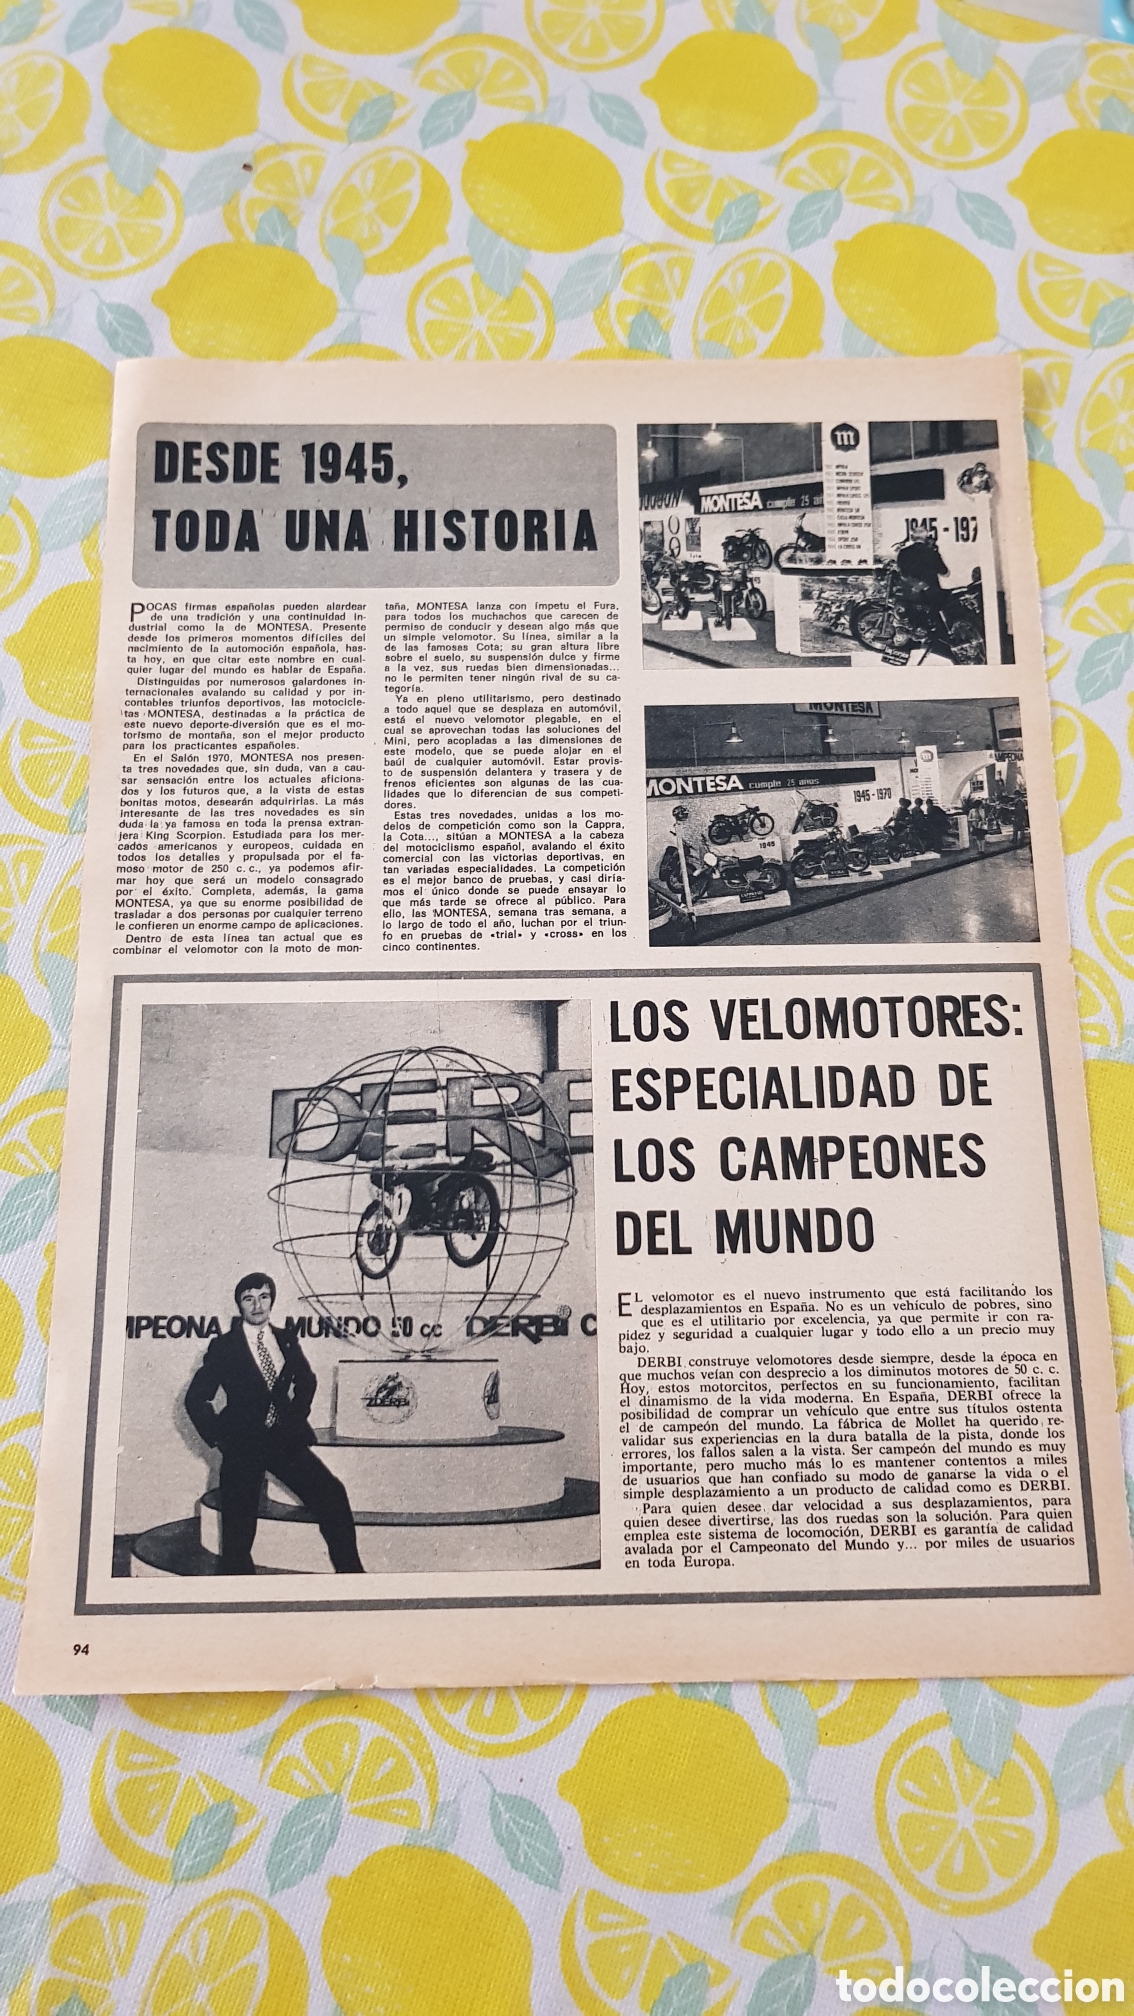 DESDE 1945,
TODA UNA HISTORIA
POCAS firmas españolas pueden alardear
de una tradición y una continuidad in-
dustrial como la de MONTESA. Presente
desde los primeros momentos difíciles del
nacimiento de la automoción española, has-
ta hoy, en que citar este nombre en cual-
quier lugar del mundo es hablar de España.
Distinguidas por numerosos galardones in-
ternacionales avalando su calidad y por in-
contables triunfos deportivos, las motocicle-
tas MONTESA, destinadas a la práctica de
este nuevo deporte-diversión que es el mo-
torismo de montaña, son el mejor producto
para los practicantes españoles.
En el Salón 1970, MONTESA nos presen-
ta tres novedades que, sin duda, van a cau-
sar sensación entre los actuales aficiona-
dos y los futuros que, a la vista de estas
bonitas motos, desearán adquirirlas. La más
interesante de las tres novedades es sin
duda la ya famosa en toda la prensa extran-
jera King Scorpion. Estudiada para los mer-
cados americanos y europeos, cuidada en
todos los detalles y propulsada por el fa-
moso motor de 250 c. c., ya podemos afir-
mar hoy que será un modelo consagrado
por el éxito. Completa, además, la gama
MONTESA, ya que su enorme posibilidad de
trasladar a dos personas por cualquier terreno
le confieren un enorme campo de aplicaciones.
Dentro de esta línea tan actual que es
combinar el velomotor con la moto de mon-
taña, MONTESA lanza con ímpetu el Fura,
para todos los muchachos que carecen de
permiso de conducir y desean algo más que
un simple velomotor. Su línea, similar a la
de las famosas Cota; su gran altura libre
sobre el suelo, su suspensión dulce y firme
a la vez, sus ruedas bien dimensionadas...
no le permiten tener ningún rival de su ca-
tegoría.
Ya en pleno utilitarismo, pero destinado
a todo aquel que se desplaza en automóvil,
está el nuevo velomotor plegable, en el
cual se aprovechan todas las soluciones del
Mini, pero acopladas a las dimensiones de
este modelo, que se puede alojar en el
baúl de cualquier automóvil. Estar provis-
to de suspensión delantera y trasera y de
frenos eficientes son algunas de las cua-
lidades que lo diferencian de sus competi-
dores.
Estas tres novedades, unidas a los mo-
delos de competición como son la Cappra,
la Cota..., sitúan a MONTESA a la cabeza
del motociclismo español, avalando el éxito
comercial con las victorias deportivas, en
tan variadas especialidades. La competición
es el mejor banco de pruebas, y casi diría-
mos el único donde se puede ensayar lo
que más tarde se ofrece al público. Para
ello, las MONTESA, semana tras semana, a
lo largo de todo el año, luchan por el triun-
fo en pruebas de «trial» y «cross» en los
cinco continentes.
m
MONTESA cumple 25 añ
1945-197
MONTESA
MONTESA cumple 25 años
1945-1970
AMPEONA
1945
DERB
MPEONA MUNDO 50 cc DERBI C
DERBI
LOS VELOMOTORES:
ESPECIALIDAD DE
LOS CAMPEONES
DEL MUNDO
EL velomotor es el nuevo instrumento que está facilitando los
desplazamientos en España. No es un vehículo de pobres, sino
que es el utilitario por excelencia, ya que permite ir con ra-
pidez y seguridad a cualquier lugar y todo ello a un precio muy
bajo.
DERBI construye velomotores desde siempre, desde la época en
que muchos veían con desprecio a los diminutos motores de 50 c. c.
Hoy, estos motorcitos, perfectos en su funcionamiento, facilitan
el dinamismo de la vida moderna. En España, DERBI ofrece la
posibilidad de comprar un vehículo que entre sus títulos ostenta
el de campeón del mundo. La fábrica de Mollet ha querido re-
validar sus experiencias en la dura batalla de la pista, donde los
errores, los fallos salen a la vista. Ser campeón del mundo es muy
importante, pero mucho más lo es mantener contentos a miles
de usuarios que han confiado su modo de ganarse la vida o el
simple desplazamiento a un producto de calidad como es DERBI.
Para quien desee dar velocidad a sus desplazamientos, para
quien desee divertirse, las dos ruedas son la solución. Para quien
emplea este sistema de locomoción, DERBI es garantía de calidad
avalada por el Campeonato del Mundo y... por miles de usuarios
en toda Europa.
94
todocoleccion